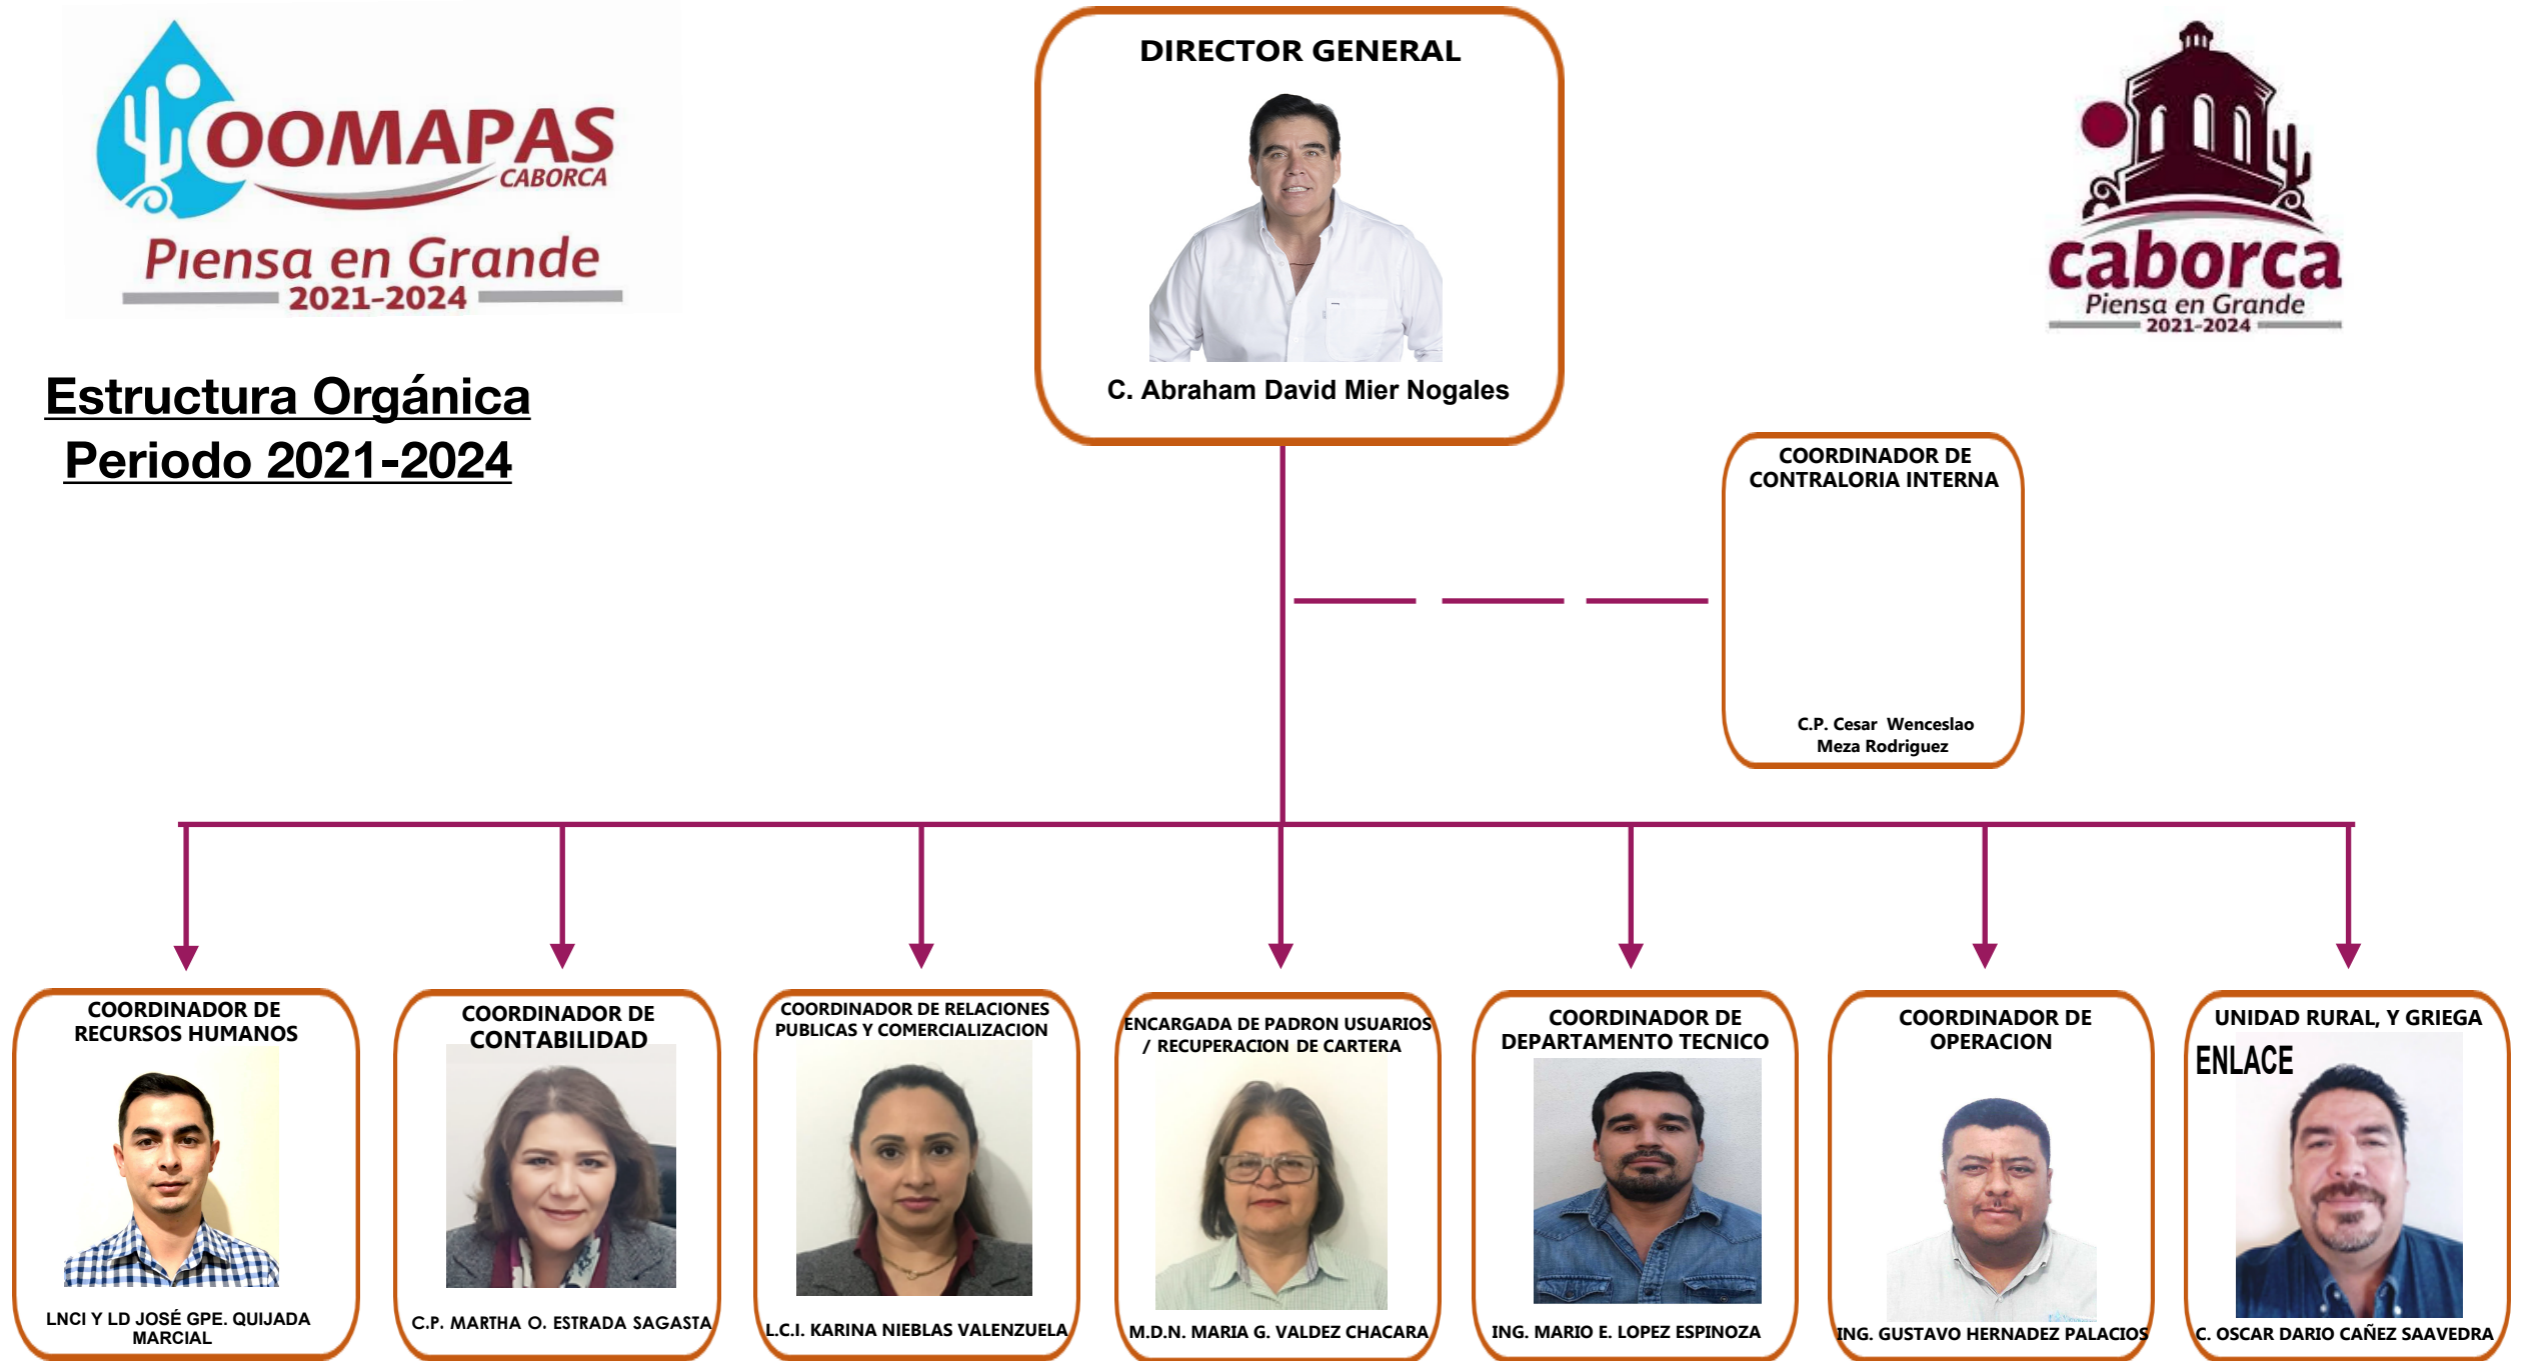 OOMAPAS
CABORCA
Piensa en Grande
2021-2024
DIRECTOR GENERAL
C. Abraham David Mier Nogales
caborca
Piensa en Grande
2021-2024
Estructura Orgánica
Periodo 2021-2024
COORDINADOR DE
CONTRALORIA INTERNA
C.P. Cesar Wenceslao
Meza Rodriguez
COORDINADOR DE
RECURSOS HUMANOS
LNCI Y LD JOSÉ GPE. QUIJADA
MARCIAL
COORDINADOR DE
CONTABILIDAD
C.P. MARTHA O. ESTRADA SAGASTA
COORDINADOR DE RELACIONES
PUBLICAS Y COMERCIALIZACION
L.C.I. KARINA NIEBLAS VALENZUELA
ENCARGADA DE PADRON USUARIOS
/ RECUPERACION DE CARTERA
M.D.N. MARIA G. VALDEZ CHACARA
COORDINADOR DE
DEPARTAMENTO TECNICO
ING. MARIO E. LOPEZ ESPINOZA
COORDINADOR DE
OPERACION
ING. GUSTAVO HERNADEZ PALACIOS
UNIDAD RURAL, Y GRIEGA
ENLACE
C. OSCAR DARIO CAÑEZ SAAVEDRA